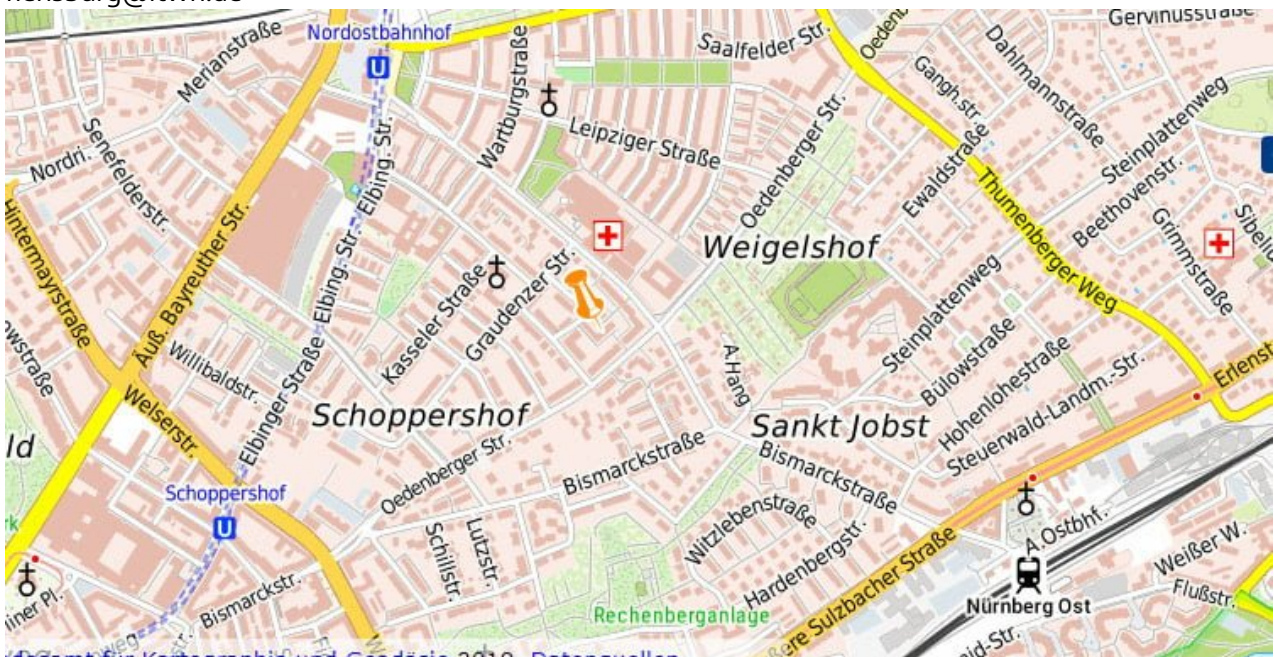 Nordostbahnhof
Merianstraße
Wartburgstraße
Saalfelder Str.
Gervinusstraße
Dahlmannstraße
Gangh.str.
Steinplattenweg
Leipziger Straße
Senefelderstr.
Nordri.
Elbing. Str.
Oedenberger Str.
Ewaldstraße
Thumenberger Weg
Beethovenstr.
Grimmstraße
Hintermayrstraße
Äuß. Bayreuther Str.
Elbing. Str.
Kasseler Straße
Graudenzer Str.
Weigelshof
Steinplattenweg
Willibaldstr.
Elbinger Straße
A.Hang
Bülowstraße
Hohenlohestraße
Steuerwald-Landm.-Str.
Welserstr.
Schoppershof
Sankt Jobst
Oedenberger Str.
Bismarckstraße
Bismarckstraße
Schoppershof
Schillstr.
Lutzstr.
Witzlebenstraße
Hardenbergstr.
A.Ostbhf.
Weißer W.
Flußstr.
Bismarckstr.
Rechenberganlage
Nürnberg Ost
ere Sulzbacher Straße